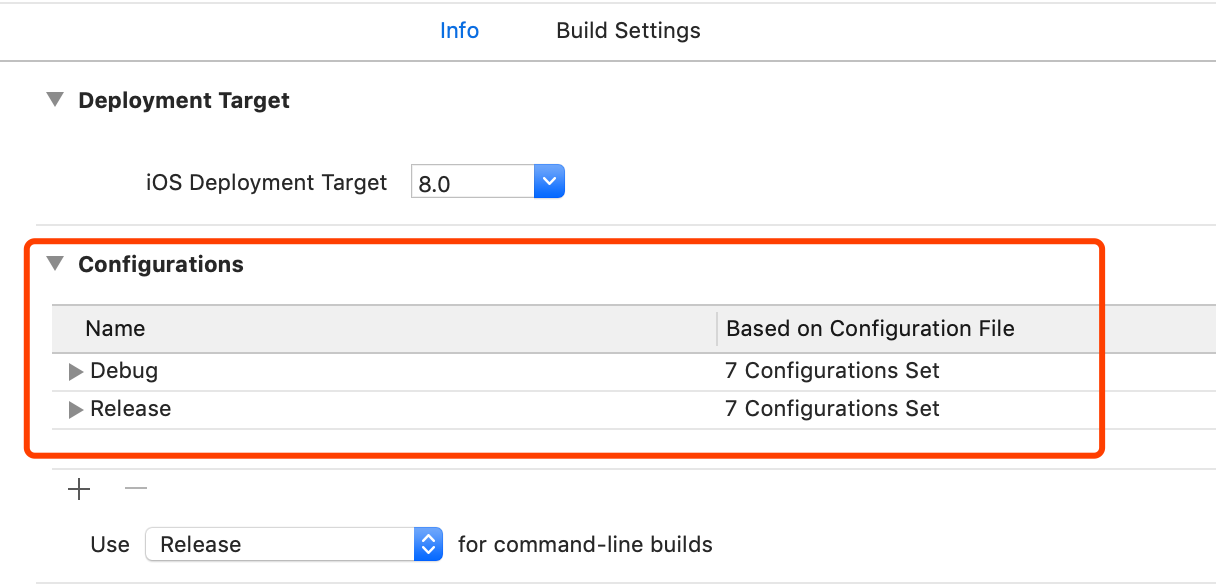 Info Build Settings
Deployment Target
iOS Deployment Target 8.0
Configurations
Name Based on Configuration File
Debug 7 Configurations Set
Release 7 Configurations Set
Use Release for command-line builds